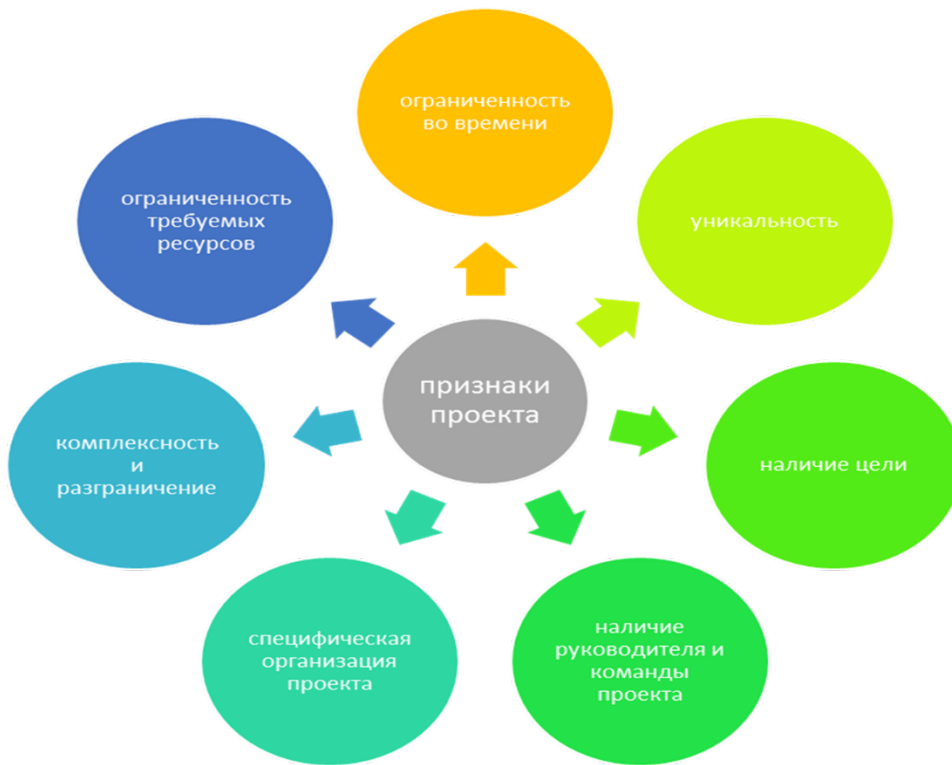 ограниченность
во времени
ограниченность
требуемых
ресурсов
уникальность
признаки
проекта
комплексность
и
разграничение
наличие цели
специфическая
организация
проекта
наличие
руководителя и
команды
проекта